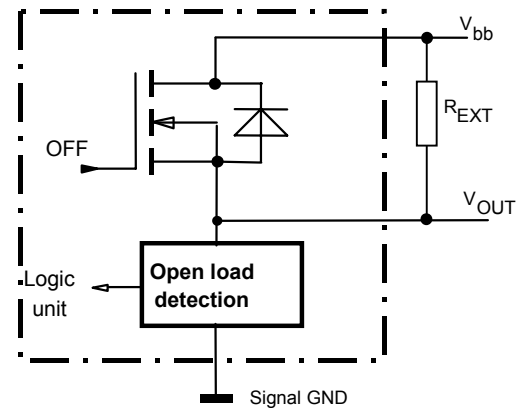 V_bb
R_EXT
OFF
V_OUT
Open load
detection
Logic
unit
Signal GND